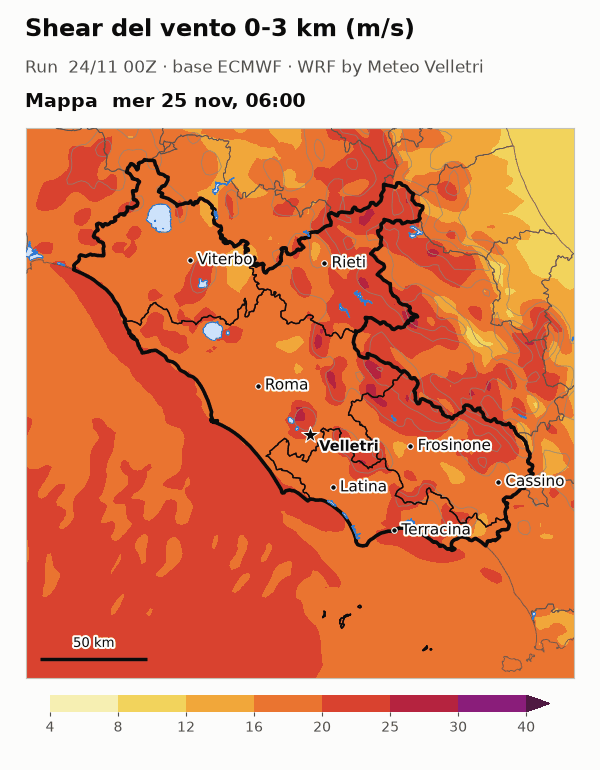 Shear del vento 0-3 km (m/s)
Run  24/11 00Z · base ECMWF · WRF by Meteo Velletri
Mappa  mer 25 nov, 06:00
Viterbo
Rieti
Roma
Velletri
Frosinone
Latina
Cassino
Terracina
50 km
4 8 12 16 20 25 30 40